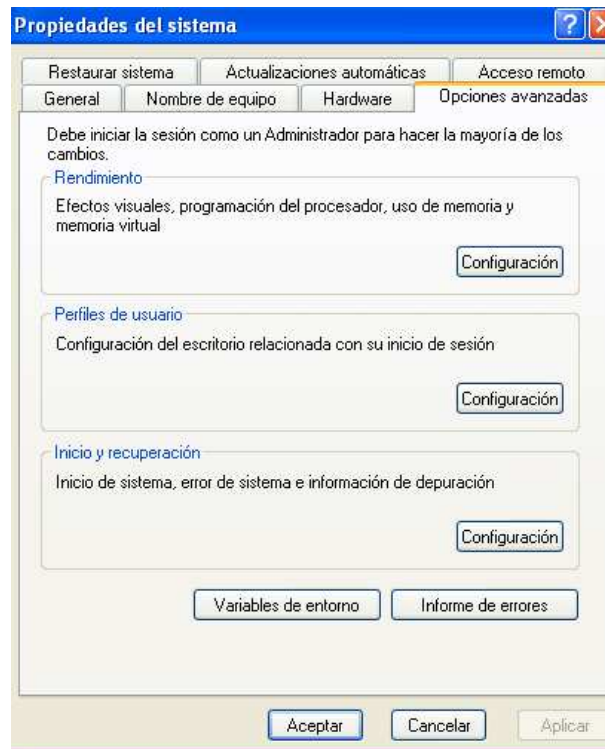 Propiedades del sistema
Restaurar sistema Actualizaciones automáticas Acceso remoto
General Nombre de equipo Hardware Opciones avanzadas
Debe iniciar la sesión como un Administrador para hacer la mayoría de los
cambios.
Rendimiento
Efectos visuales, programación del procesador, uso de memoria y
memoria virtual
Configuración
Perfiles de usuario
Configuración del escritorio relacionada con su inicio de sesión
Configuración
Inicio y recuperación
Inicio de sistema, error de sistema e información de depuración
Configuración
Variables de entorno Informe de errores
Aceptar Cancelar Aplicar